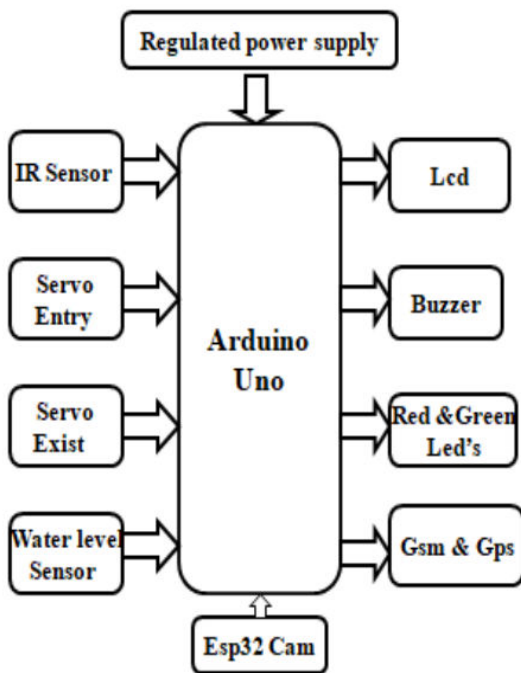 Regulated power supply
IR Sensor
Servo
Entry
Servo
Exist
Water level
Sensor
Arduino
Uno
Lcd
Buzzer
Red &Green
Led's
Gsm & Gps
Esp32 Cam